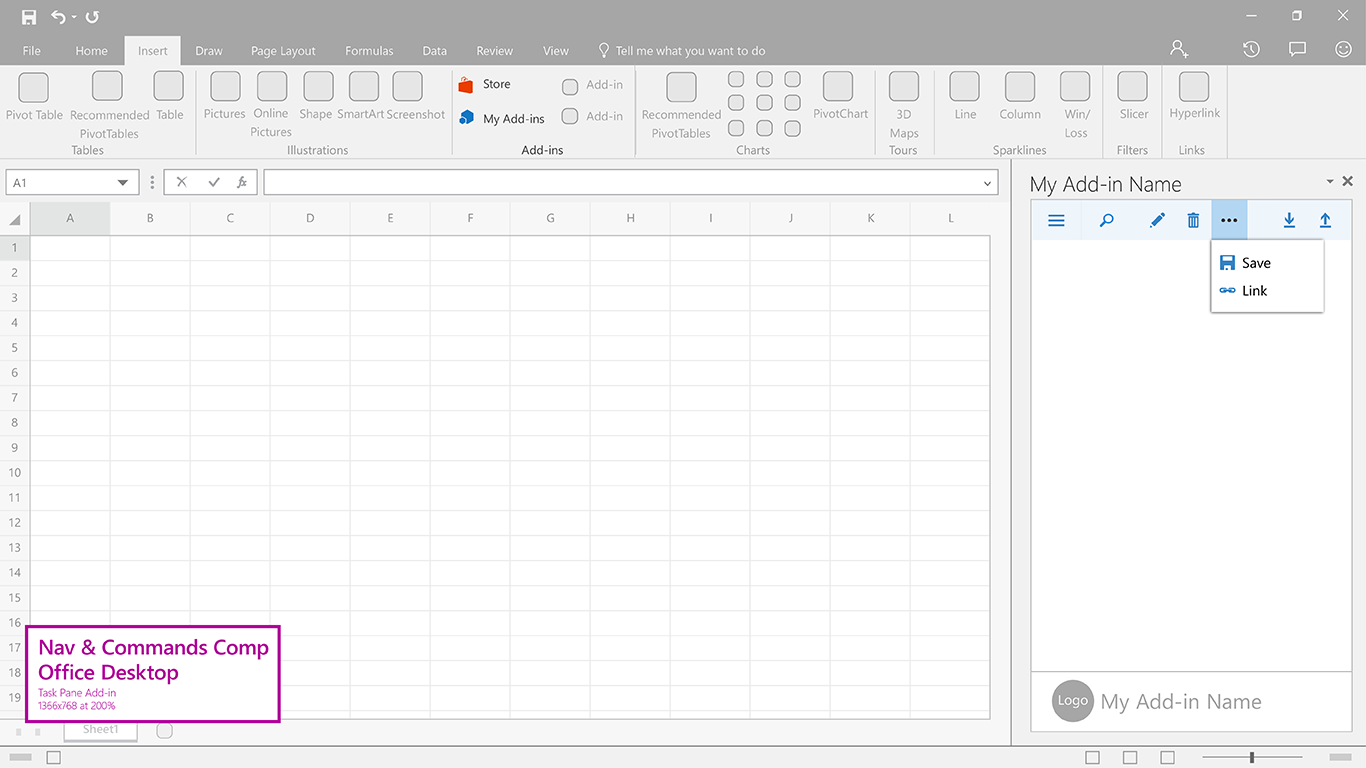 File Home Insert Draw Page Layout Formulas Data Review View Tell me what you want to do
Store Add-in
My Add-ins Add-in
Pivot Table Recommended Table Pictures Online Shape SmartArt Screenshot Recommended PivotChart 3D Line Column Win/ Slicer Hyperlink
PivotTables Pictures PivotTables Maps Loss
Tables Illustrations Add-ins Charts Tours Sparklines Filters Links
A1 fx
My Add-in Name
A B C D E F G H I J K L
1
2
3
4
5
6
7
8
9
10
11
12
13
14
15
16
17
18
19
Save
Link
Nav & Commands Comp
Office Desktop
Task Pane Add-in
1366x768 at 200%
Sheet1
Logo My Add-in Name